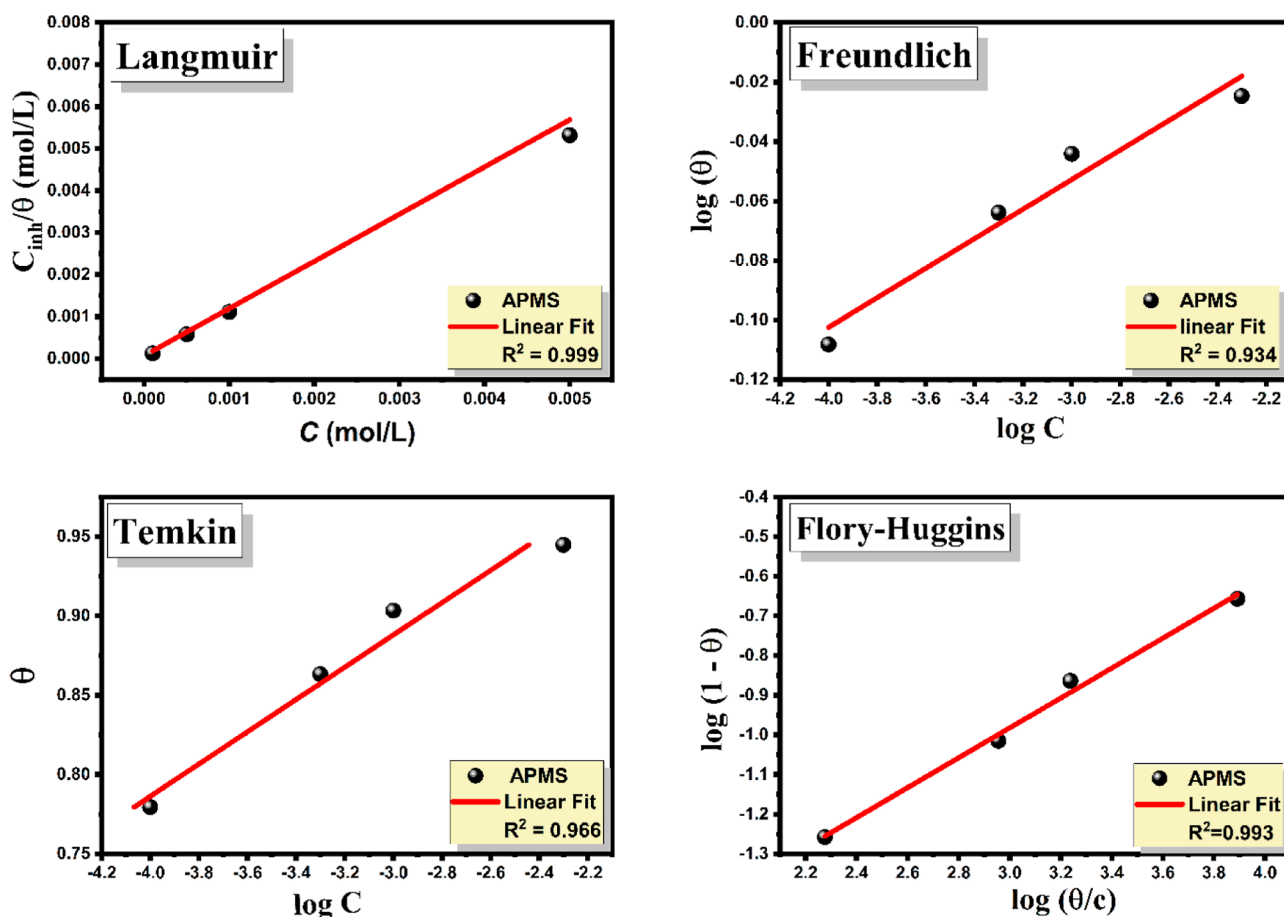 Langmuir
0.008
0.007
0.006
0.005
0.004
0.003
0.002
0.001
0.000
C_inh/θ (mol/L)
APMS
Linear Fit
R² = 0.999
0.000 0.001 0.002 0.003 0.004 0.005
C (mol/L)
Freundlich
0.00
-0.02
-0.04
-0.06
-0.08
-0.10
-0.12
log (θ)
APMS
linear Fit
R² = 0.934
-4.2 -4.0 -3.8 -3.6 -3.4 -3.2 -3.0 -2.8 -2.6 -2.4 -2.2
log C
Temkin
0.95
0.90
0.85
0.80
0.75
θ
APMS
Linear Fit
R² = 0.966
-4.2 -4.0 -3.8 -3.6 -3.4 -3.2 -3.0 -2.8 -2.6 -2.4 -2.2
log C
Flory-Huggins
-0.4
-0.5
-0.6
-0.7
-0.8
-0.9
-1.0
-1.1
-1.2
-1.3
log (1 - θ)
APMS
Linear Fit
R²=0.993
2.2 2.4 2.6 2.8 3.0 3.2 3.4 3.6 3.8 4.0
log (θ/c)